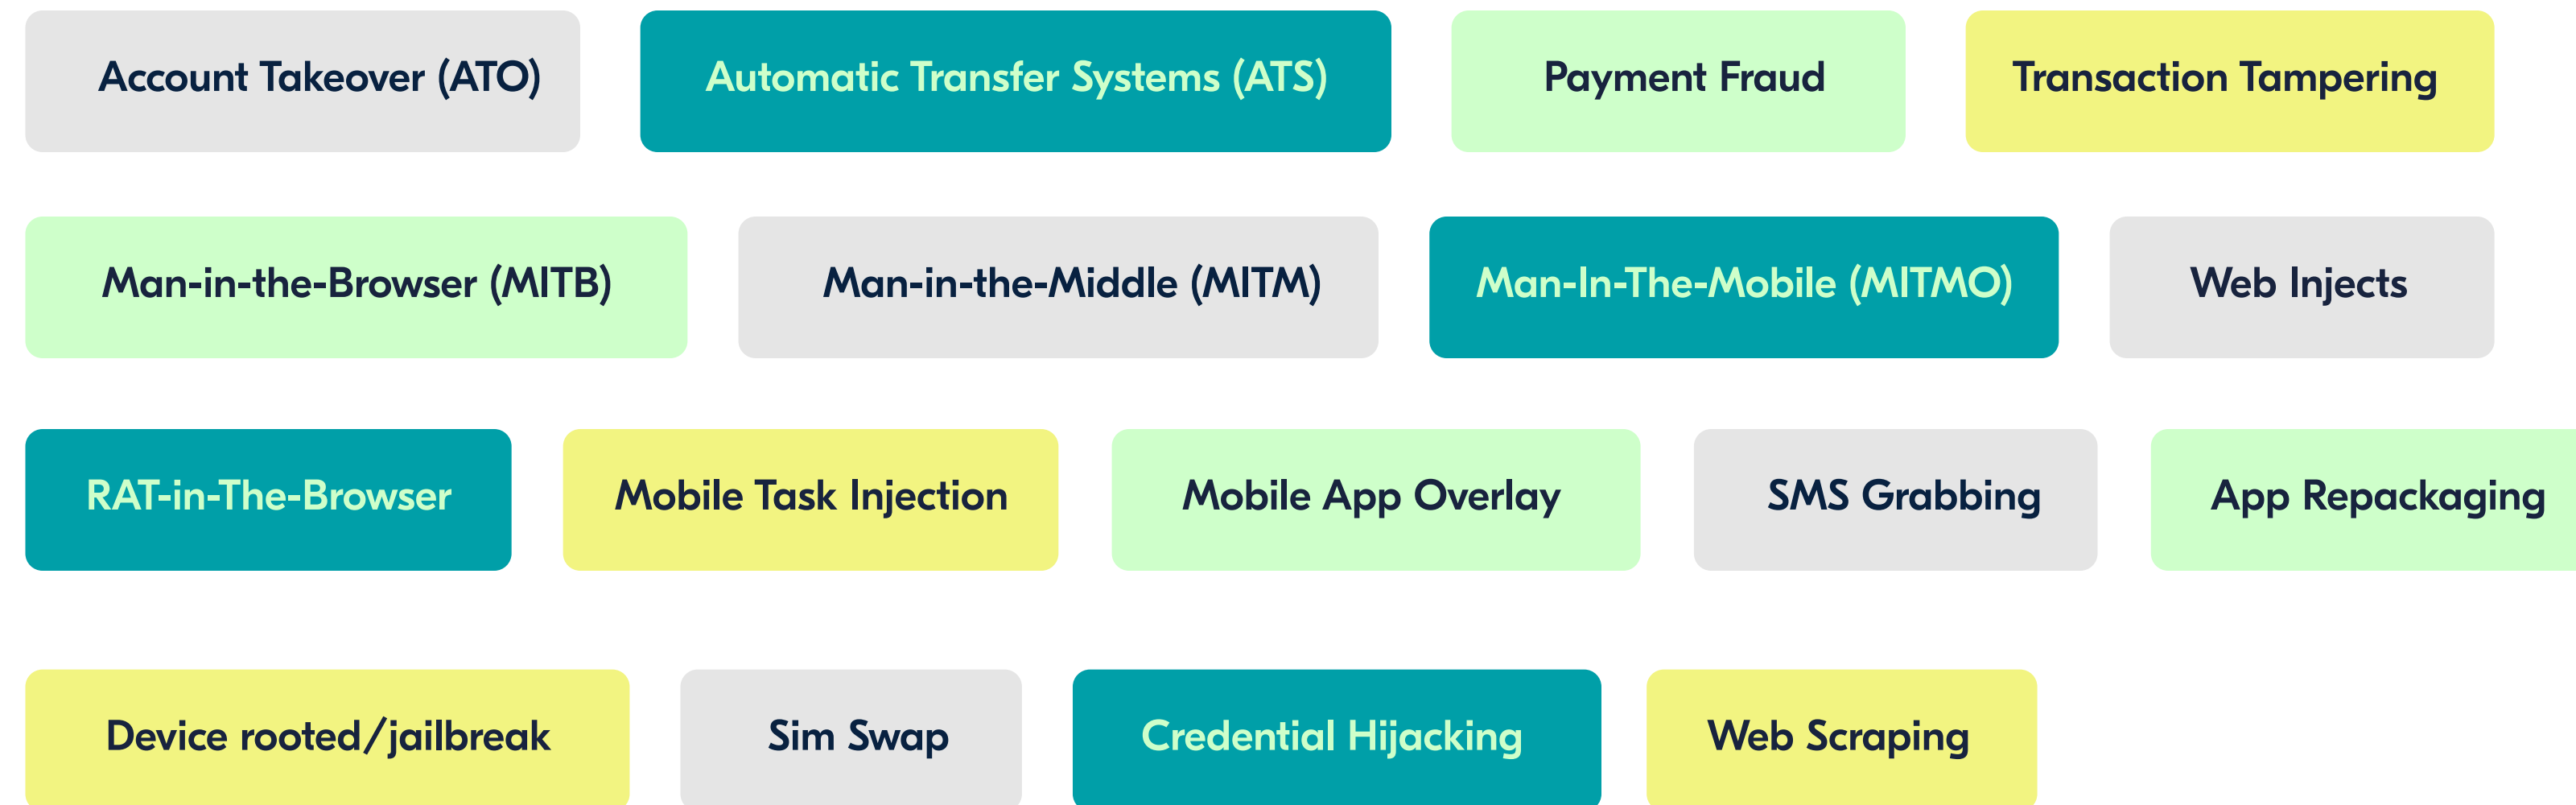 Account Takeover (ATO)
Automatic Transfer Systems (ATS)
Payment Fraud
Transaction Tampering
Man-in-the-Browser (MITB)
Man-in-the-Middle (MITM)
Man-In-The-Mobile (MITMO)
Web Injects
RAT-in-The-Browser
Mobile Task Injection
Mobile App Overlay
SMS Grabbing
App Repackaging
Device rooted/jailbreak
Sim Swap
Credential Hijacking
Web Scraping